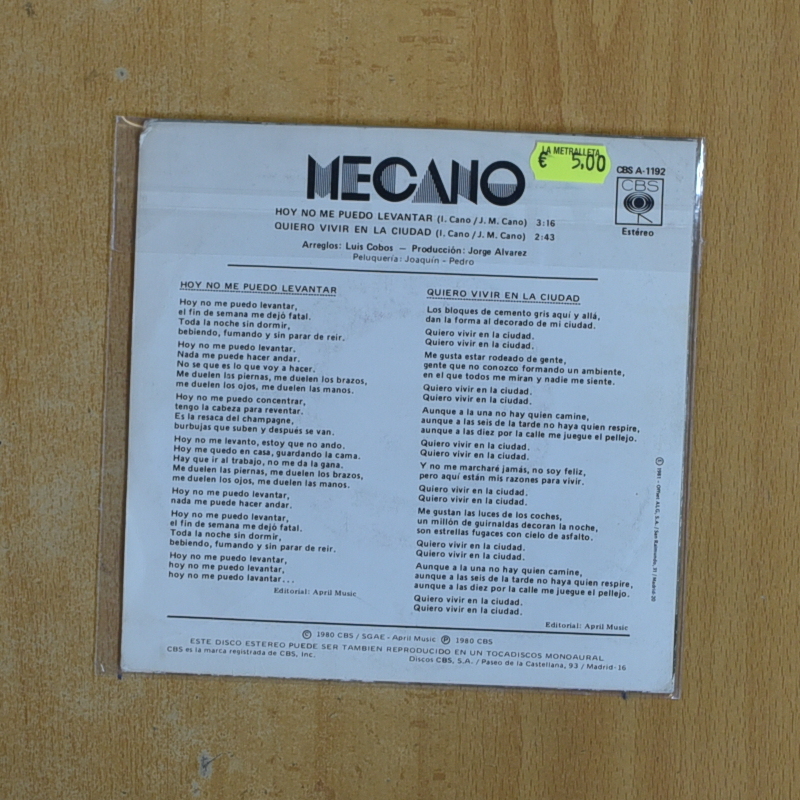 MECANO
LA METRALLETA
€ 5,00
CBS A-1192
CBS
Estéreo
HOY NO ME PUEDO LEVANTAR (I. Cano / J. M. Cano) 3:16
QUIERO VIVIR EN LA CIUDAD (I. Cano / J. M. Cano) 2:43
Arreglos: Luis Cobos — Producción: Jorge Alvarez
Peluquería: Joaquín - Pedro
HOY NO ME PUEDO LEVANTAR
Hoy no me puedo levantar,
el fin de semana me dejó fatal.
Toda la noche sin dormir,
bebiendo, fumando y sin parar de reir.
Hoy no me puedo levantar.
Nada me puede hacer andar.
No se que es lo que voy a hacer.
Me duelen las piernas, me duelen los brazos,
me duelen los ojos, me duelen las manos.
Hoy no me puedo concentrar,
tengo la cabeza para reventar.
Es la resaca del champagne,
burbujas que suben y después se van.
Hoy no me levanto, estoy que no ando.
Hoy me quedo en casa, guardando la cama.
Hay que ir al trabajo, no me da la gana.
Me duelen las piernas, me duelen los brazos,
me duelen los ojos, me duelen las manos.
Hoy no me puedo levantar,
nada me puede hacer andar.
Hoy no me puedo levantar,
el fin de semana me dejó fatal.
Toda la noche sin dormir,
bebiendo, fumando y sin parar de reir.
Hoy no me puedo levantar,
hoy no me puedo levantar,
hoy no me puedo lavantar...
Editorial: April Music
QUIERO VIVIR EN LA CIUDAD
Los bloques de cemento gris aquí y allá,
dan la forma al decorado de mi ciudad.
Quiero vivir en la ciudad.
Quiero vivir en la ciudad.
Me gusta estar rodeado de gente,
gente que no conozco formando un ambiente,
en el que todos me miran y nadie me siente.
Quiero vivir en la ciudad.
Quiero vivir en la ciudad.
Aunque a la una no hay quien camine,
aunque a las seis de la tarde no haya quien respire,
aunque a las diez por la calle me juegue el pellejo.
Quiero vivir en la ciudad.
Quiero vivir en la ciudad.
Y no me marcharé jamás, no soy feliz,
pero aquí están mis razones para vivir.
Quiero vivir en la ciudad.
Quiero vivir en la ciudad.
Me gustan las luces de los coches,
un millón de guirnaldas decoran la noche,
son estrellas fugaces con cielo de asfalto.
Quiero vivir en la ciudad.
Quiero vivir en la ciudad.
Aunque a la una no hay quien camine,
aunque a las seis de la tarde no haya quien respire,
aunque a las diez por la calle me juegue el pellejo.
Quiero vivir en la ciudad.
Quiero vivir en la ciudad.
Editorial: April Music
Ⓟ 1981 - Offset ALG, S.A. / San Raimundo, 11 / Madrid-20
© 1980 CBS / SGAE - April Music Ⓟ 1980 CBS
ESTE DISCO ESTEREO PUEDE SER TAMBIEN REPRODUCIDO EN UN TOCADISCOS MONOAURAL
CBS es la marca registrada de CBS, Inc. Discos CBS, S.A. / Paseo de la Castellana, 93 / Madrid-16